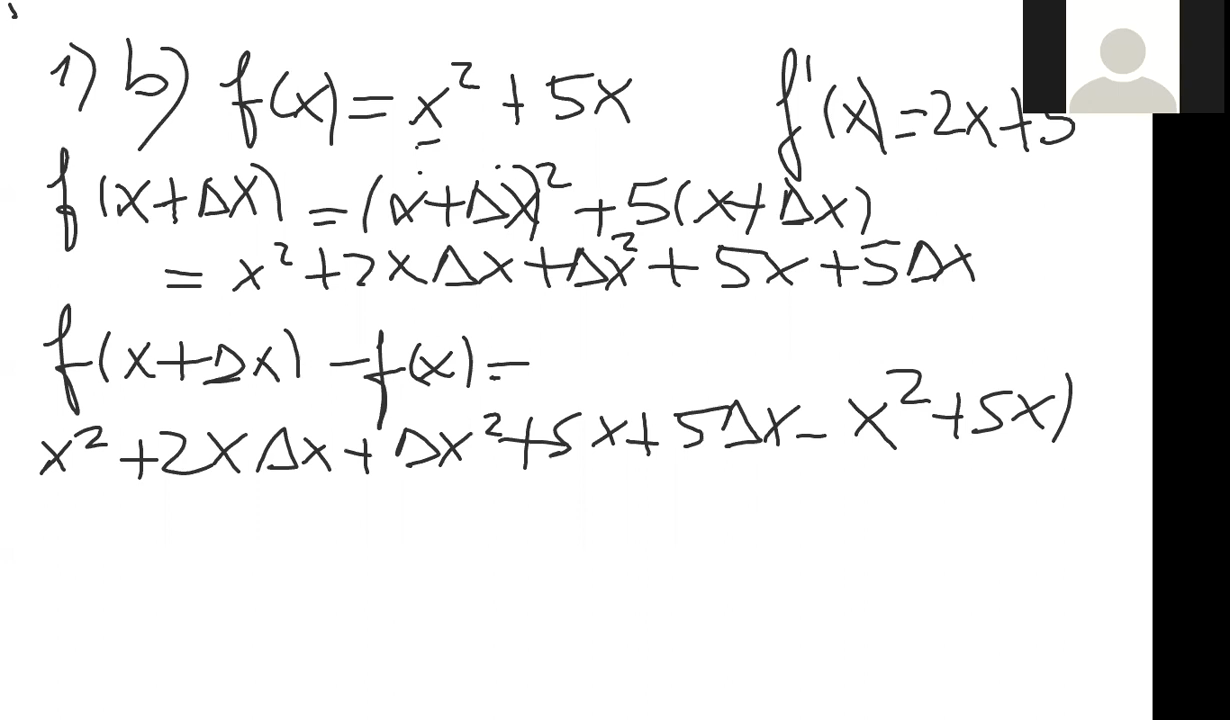 1) b) f(x) = x² + 5x f'(x) = 2x+5
f(x+Δx) = (x+Δx)² + 5(x+Δx)
= x² + 2xΔx + Δx² + 5x + 5Δx
f(x+Δx) - f(x) =
x² + 2xΔx + Δx² + 5x + 5Δx - x² + 5x)